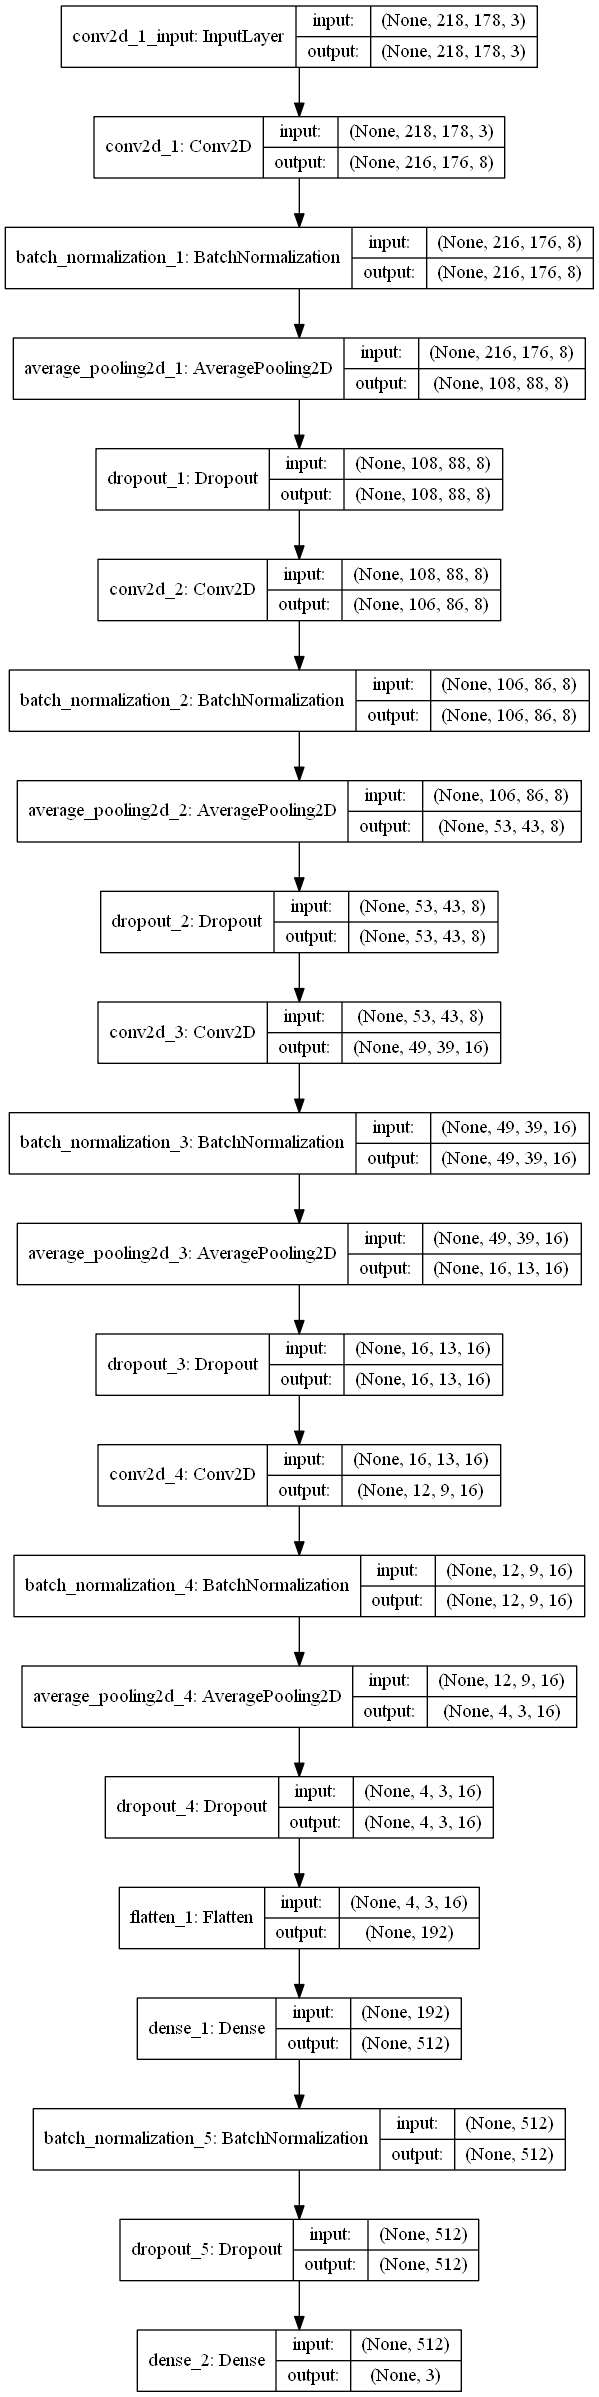 conv2d_1_input: InputLayer
input: (None, 218, 178, 3)
output: (None, 218, 178, 3)
conv2d_1: Conv2D
input: (None, 218, 178, 3)
output: (None, 216, 176, 8)
batch_normalization_1: BatchNormalization
input: (None, 216, 176, 8)
output: (None, 216, 176, 8)
average_pooling2d_1: AveragePooling2D
input: (None, 216, 176, 8)
output: (None, 108, 88, 8)
dropout_1: Dropout
input: (None, 108, 88, 8)
output: (None, 108, 88, 8)
conv2d_2: Conv2D
input: (None, 108, 88, 8)
output: (None, 106, 86, 8)
batch_normalization_2: BatchNormalization
input: (None, 106, 86, 8)
output: (None, 106, 86, 8)
average_pooling2d_2: AveragePooling2D
input: (None, 106, 86, 8)
output: (None, 53, 43, 8)
dropout_2: Dropout
input: (None, 53, 43, 8)
output: (None, 53, 43, 8)
conv2d_3: Conv2D
input: (None, 53, 43, 8)
output: (None, 49, 39, 16)
batch_normalization_3: BatchNormalization
input: (None, 49, 39, 16)
output: (None, 49, 39, 16)
average_pooling2d_3: AveragePooling2D
input: (None, 49, 39, 16)
output: (None, 16, 13, 16)
dropout_3: Dropout
input: (None, 16, 13, 16)
output: (None, 16, 13, 16)
conv2d_4: Conv2D
input: (None, 16, 13, 16)
output: (None, 12, 9, 16)
batch_normalization_4: BatchNormalization
input: (None, 12, 9, 16)
output: (None, 12, 9, 16)
average_pooling2d_4: AveragePooling2D
input: (None, 12, 9, 16)
output: (None, 4, 3, 16)
dropout_4: Dropout
input: (None, 4, 3, 16)
output: (None, 4, 3, 16)
flatten_1: Flatten
input: (None, 4, 3, 16)
output: (None, 192)
dense_1: Dense
input: (None, 192)
output: (None, 512)
batch_normalization_5: BatchNormalization
input: (None, 512)
output: (None, 512)
dropout_5: Dropout
input: (None, 512)
output: (None, 512)
dense_2: Dense
input: (None, 512)
output: (None, 3)